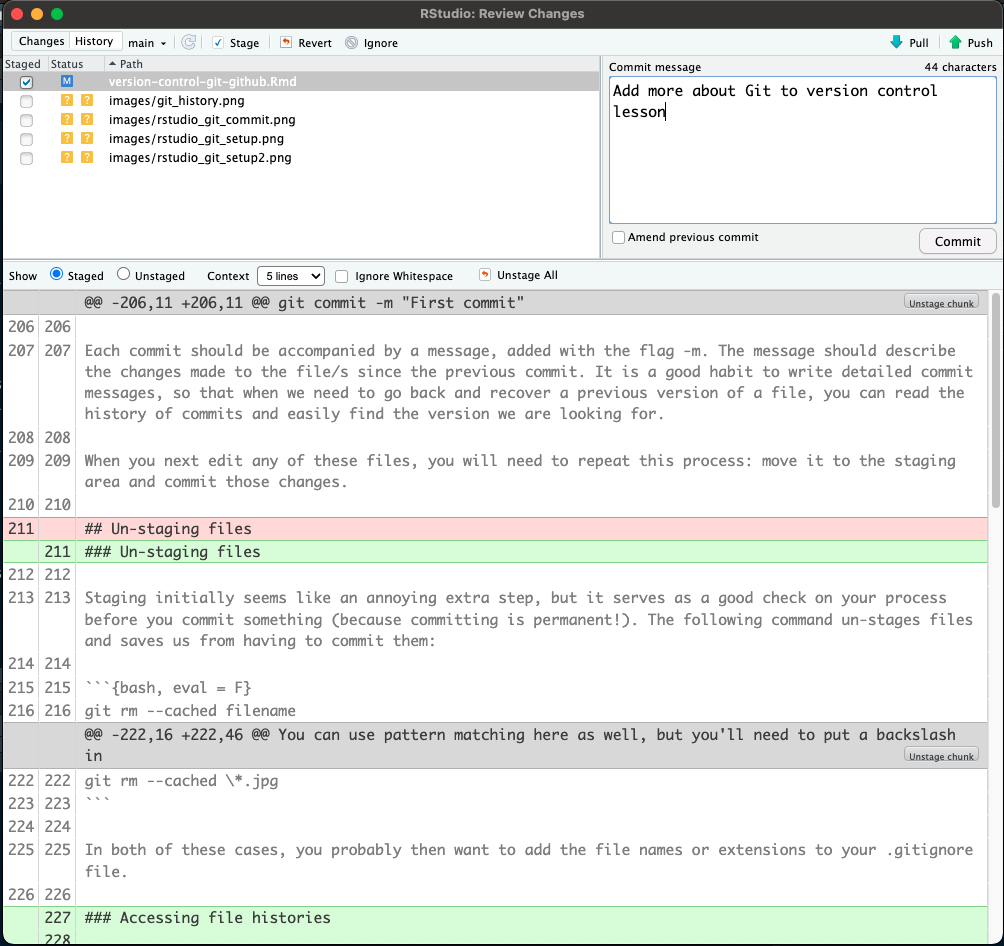 RStudio: Review Changes
Changes History main Stage Revert Ignore Pull Push
Staged Status Path
M version-control-git-github.Rmd
? ? images/git_history.png
? ? images/rstudio_git_commit.png
? ? images/rstudio_git_setup.png
? ? images/rstudio_git_setup2.png
Commit message 44 characters
Add more about Git to version control
lesson
Amend previous commit Commit
Show Staged Unstaged Context 5 lines Ignore Whitespace Unstage All
@@ -206,11 +206,11 @@ git commit -m "First commit" Unstage chunk
206 206
207 207 Each commit should be accompanied by a message, added with the flag -m. The message should describe
the changes made to the file/s since the previous commit. It is a good habit to write detailed commit
messages, so that when we need to go back and recover a previous version of a file, you can read the
history of commits and easily find the version we are looking for.
208 208
209 209 When you next edit any of these files, you will need to repeat this process: move it to the staging
area and commit those changes.
210 210
211 ## Un-staging files
211 ### Un-staging files
212 212
213 213 Staging initially seems like an annoying extra step, but it serves as a good check on your process
before you commit something (because committing is permanent!). The following command un-stages files
and saves us from having to commit them:
214 214
215 215 ```{bash, eval = F}
216 216 git rm --cached filename
@@ -222,16 +222,46 @@ You can use pattern matching here as well, but you'll need to put a backslash
in Unstage chunk
222 222 git rm --cached \*.jpg
223 223 ```
224 224
225 225 In both of these cases, you probably then want to add the file names or extensions to your .gitignore
file.
226 226
227 ### Accessing file histories
228